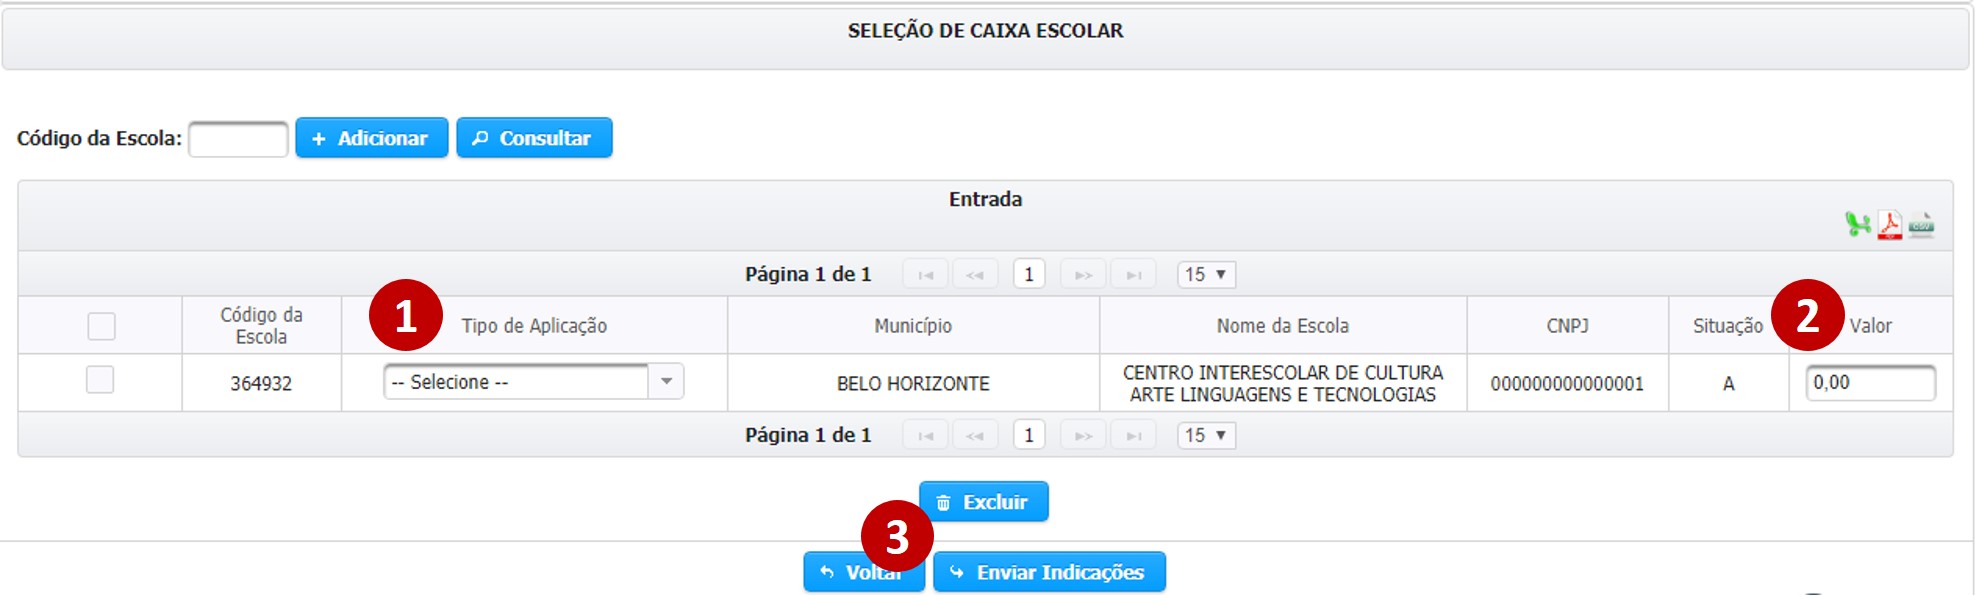 SELEÇÃO DE CAIXA ESCOLAR
Código da Escola: + Adicionar Consultar
Entrada
CSV
Página 1 de 1 1 15
Código da Escola 1 Tipo de Aplicação Município Nome da Escola CNPJ Situação 2 Valor
364932 -- Selecione -- BELO HORIZONTE CENTRO INTERESCOLAR DE CULTURA ARTE LINGUAGENS E TECNOLOGIAS 000000000000001 A 0,00
Página 1 de 1 1 15
Excluir
3
Voltar Enviar Indicações